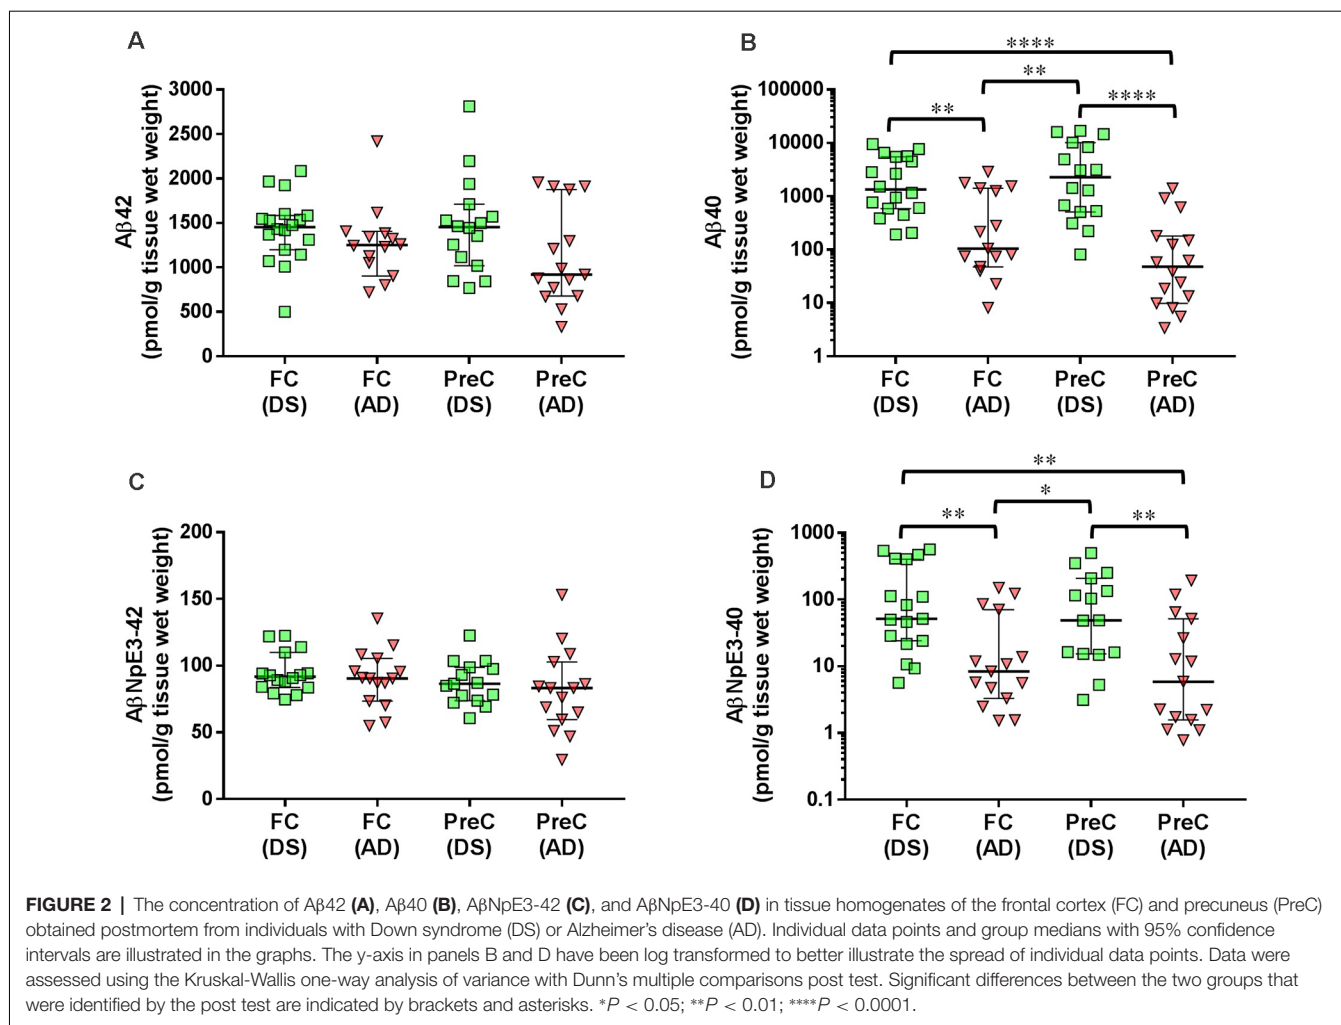 A
Aβ42
(pmol/g tissue wet weight)
3000
2500
2000
1500
1000
500
0
FC
(DS)
FC
(AD)
PreC
(DS)
PreC
(AD)
B
****
**
**
****
Aβ40
(pmol/g tissue wet weight)
100000
10000
1000
100
10
1
FC
(DS)
FC
(AD)
PreC
(DS)
PreC
(AD)
C
AβNpE3-42
(pmol/g tissue wet weight)
200
150
100
50
0
FC
(DS)
FC
(AD)
PreC
(DS)
PreC
(AD)
D
**
*
**
**
AβNpE3-40
(pmol/g tissue wet weight)
1000
100
10
1
0.1
FC
(DS)
FC
(AD)
PreC
(DS)
PreC
(AD)
FIGURE 2 | The concentration of Aβ42 (A), Aβ40 (B), AβNpE3-42 (C), and AβNpE3-40 (D) in tissue homogenates of the frontal cortex (FC) and precuneus (PreC)
obtained postmortem from individuals with Down syndrome (DS) or Alzheimer's disease (AD). Individual data points and group medians with 95% confidence
intervals are illustrated in the graphs. The y-axis in panels B and D have been log transformed to better illustrate the spread of individual data points. Data were
assessed using the Kruskal-Wallis one-way analysis of variance with Dunn's multiple comparisons post test. Significant differences between the two groups that
were identified by the post test are indicated by brackets and asterisks. *P < 0.05; **P < 0.01; ****P < 0.0001.